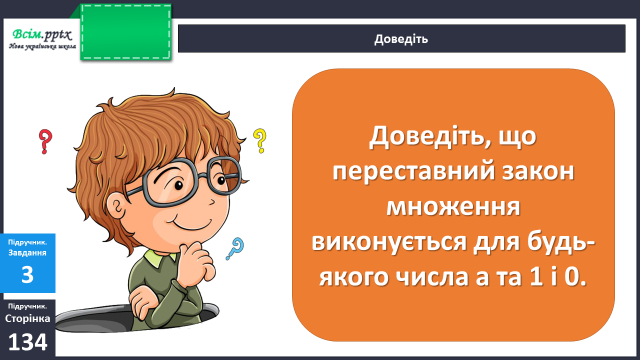 Всім.pptx
Нова українська школа
Доведіть
Доведіть, що
переставний закон
множення
виконується для будь-
якого числа а та 1 і 0.
Підручник.
Завдання
3
Підручник.
Сторінка
134